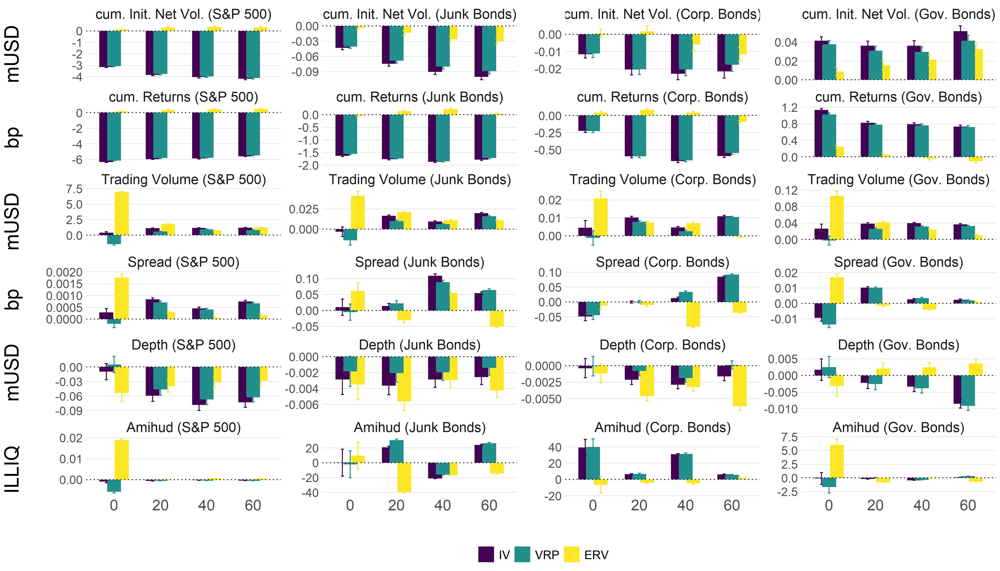 cum. Init. Net Vol. (S&P 500)
cum. Init. Net Vol. (Junk Bonds)
cum. Init. Net Vol. (Corp. Bonds)
cum. Init. Net Vol. (Gov. Bonds)
mUSD
0
-1
-2
-3
-4
0.00
-0.03
-0.06
-0.09
0.00
-0.01
-0.02
0.04
0.02
0.00
cum. Returns (S&P 500)
cum. Returns (Junk Bonds)
cum. Returns (Corp. Bonds)
cum. Returns (Gov. Bonds)
bp
0
-2
-4
-6
0.0
-0.5
-1.0
-1.5
-2.0
0.00
-0.25
-0.50
1.2
0.8
0.4
0.0
Trading Volume (S&P 500)
Trading Volume (Junk Bonds)
Trading Volume (Corp. Bonds)
Trading Volume (Gov. Bonds)
mUSD
7.5
5.0
2.5
0.0
0.025
0.000
0.02
0.01
0.00
0.12
0.08
0.04
0.00
Spread (S&P 500)
Spread (Junk Bonds)
Spread (Corp. Bonds)
Spread (Gov. Bonds)
bp
0.0020
0.0015
0.0010
0.0005
0.0000
0.10
0.05
0.00
-0.05
0.10
0.05
0.00
-0.05
0.02
0.01
0.00
-0.01
Depth (S&P 500)
Depth (Junk Bonds)
Depth (Corp. Bonds)
Depth (Gov. Bonds)
mUSD
0.00
-0.03
-0.06
-0.09
0.000
-0.002
-0.004
-0.006
0.0000
-0.0025
-0.0050
0.005
0.000
-0.005
-0.010
Amihud (S&P 500)
Amihud (Junk Bonds)
Amihud (Corp. Bonds)
Amihud (Gov. Bonds)
ILLIQ
0.02
0.01
0.00
20
0
-20
-40
40
20
0
-20
7.5
5.0
2.5
0.0
-2.5
0 20 40 60
0 20 40 60
0 20 40 60
0 20 40 60
IV VRP ERV